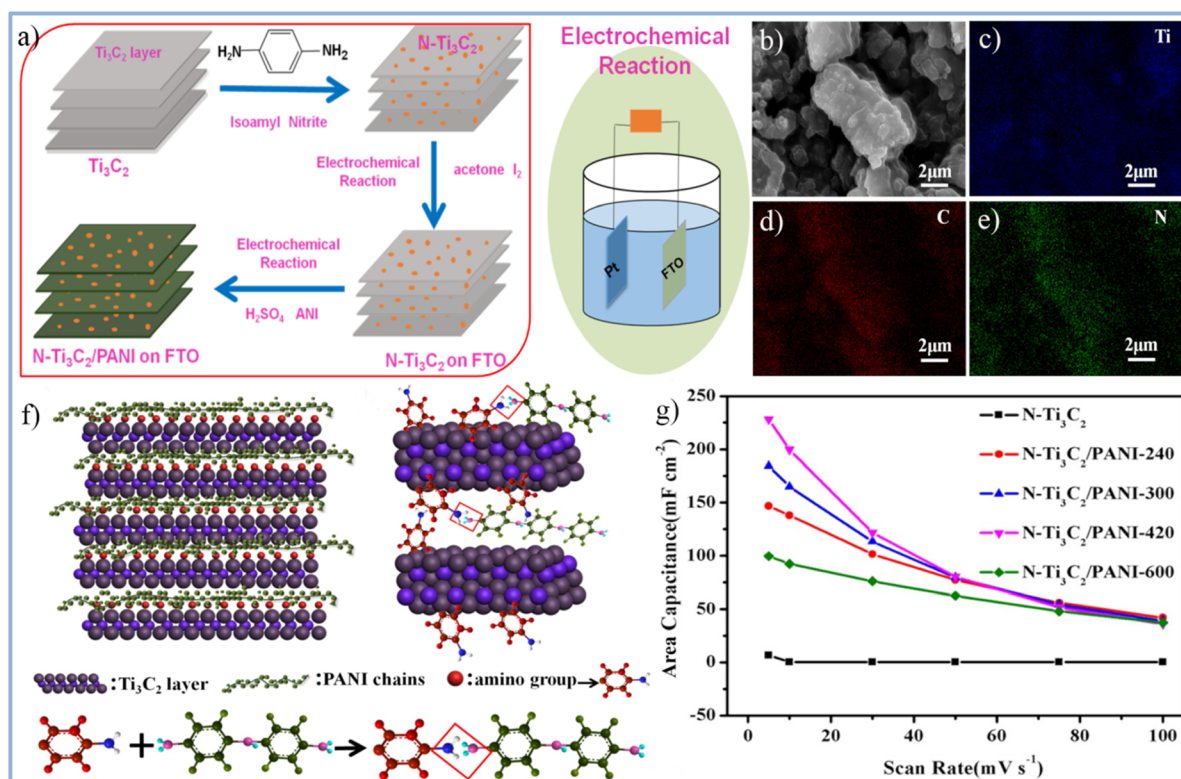 a)
Ti₃C₂ layer
H₂N
NH₂
N-Ti₃C₂
Isoamyl Nitrite
Ti₃C₂
Electrochemical
Reaction
acetone I₂
Electrochemical
Reaction
H₂SO₄ ANI
N-Ti₃C₂/PANI on FTO
N-Ti₃C₂ on FTO
Electrochemical
Reaction
Pt
FTO
b)
2μm
c)
Ti
2μm
d)
C
2μm
e)
N
2μm
f)
:Ti₃C₂ layer
:PANI chains
:amino group
g)
N-Ti₃C₂
N-Ti₃C₂/PANI-240
N-Ti₃C₂/PANI-300
N-Ti₃C₂/PANI-420
N-Ti₃C₂/PANI-600
Area Capacitance(mF cm⁻²)
250
200
150
100
50
0
-50
0 20 40 60 80 100
Scan Rate(mV s⁻¹)